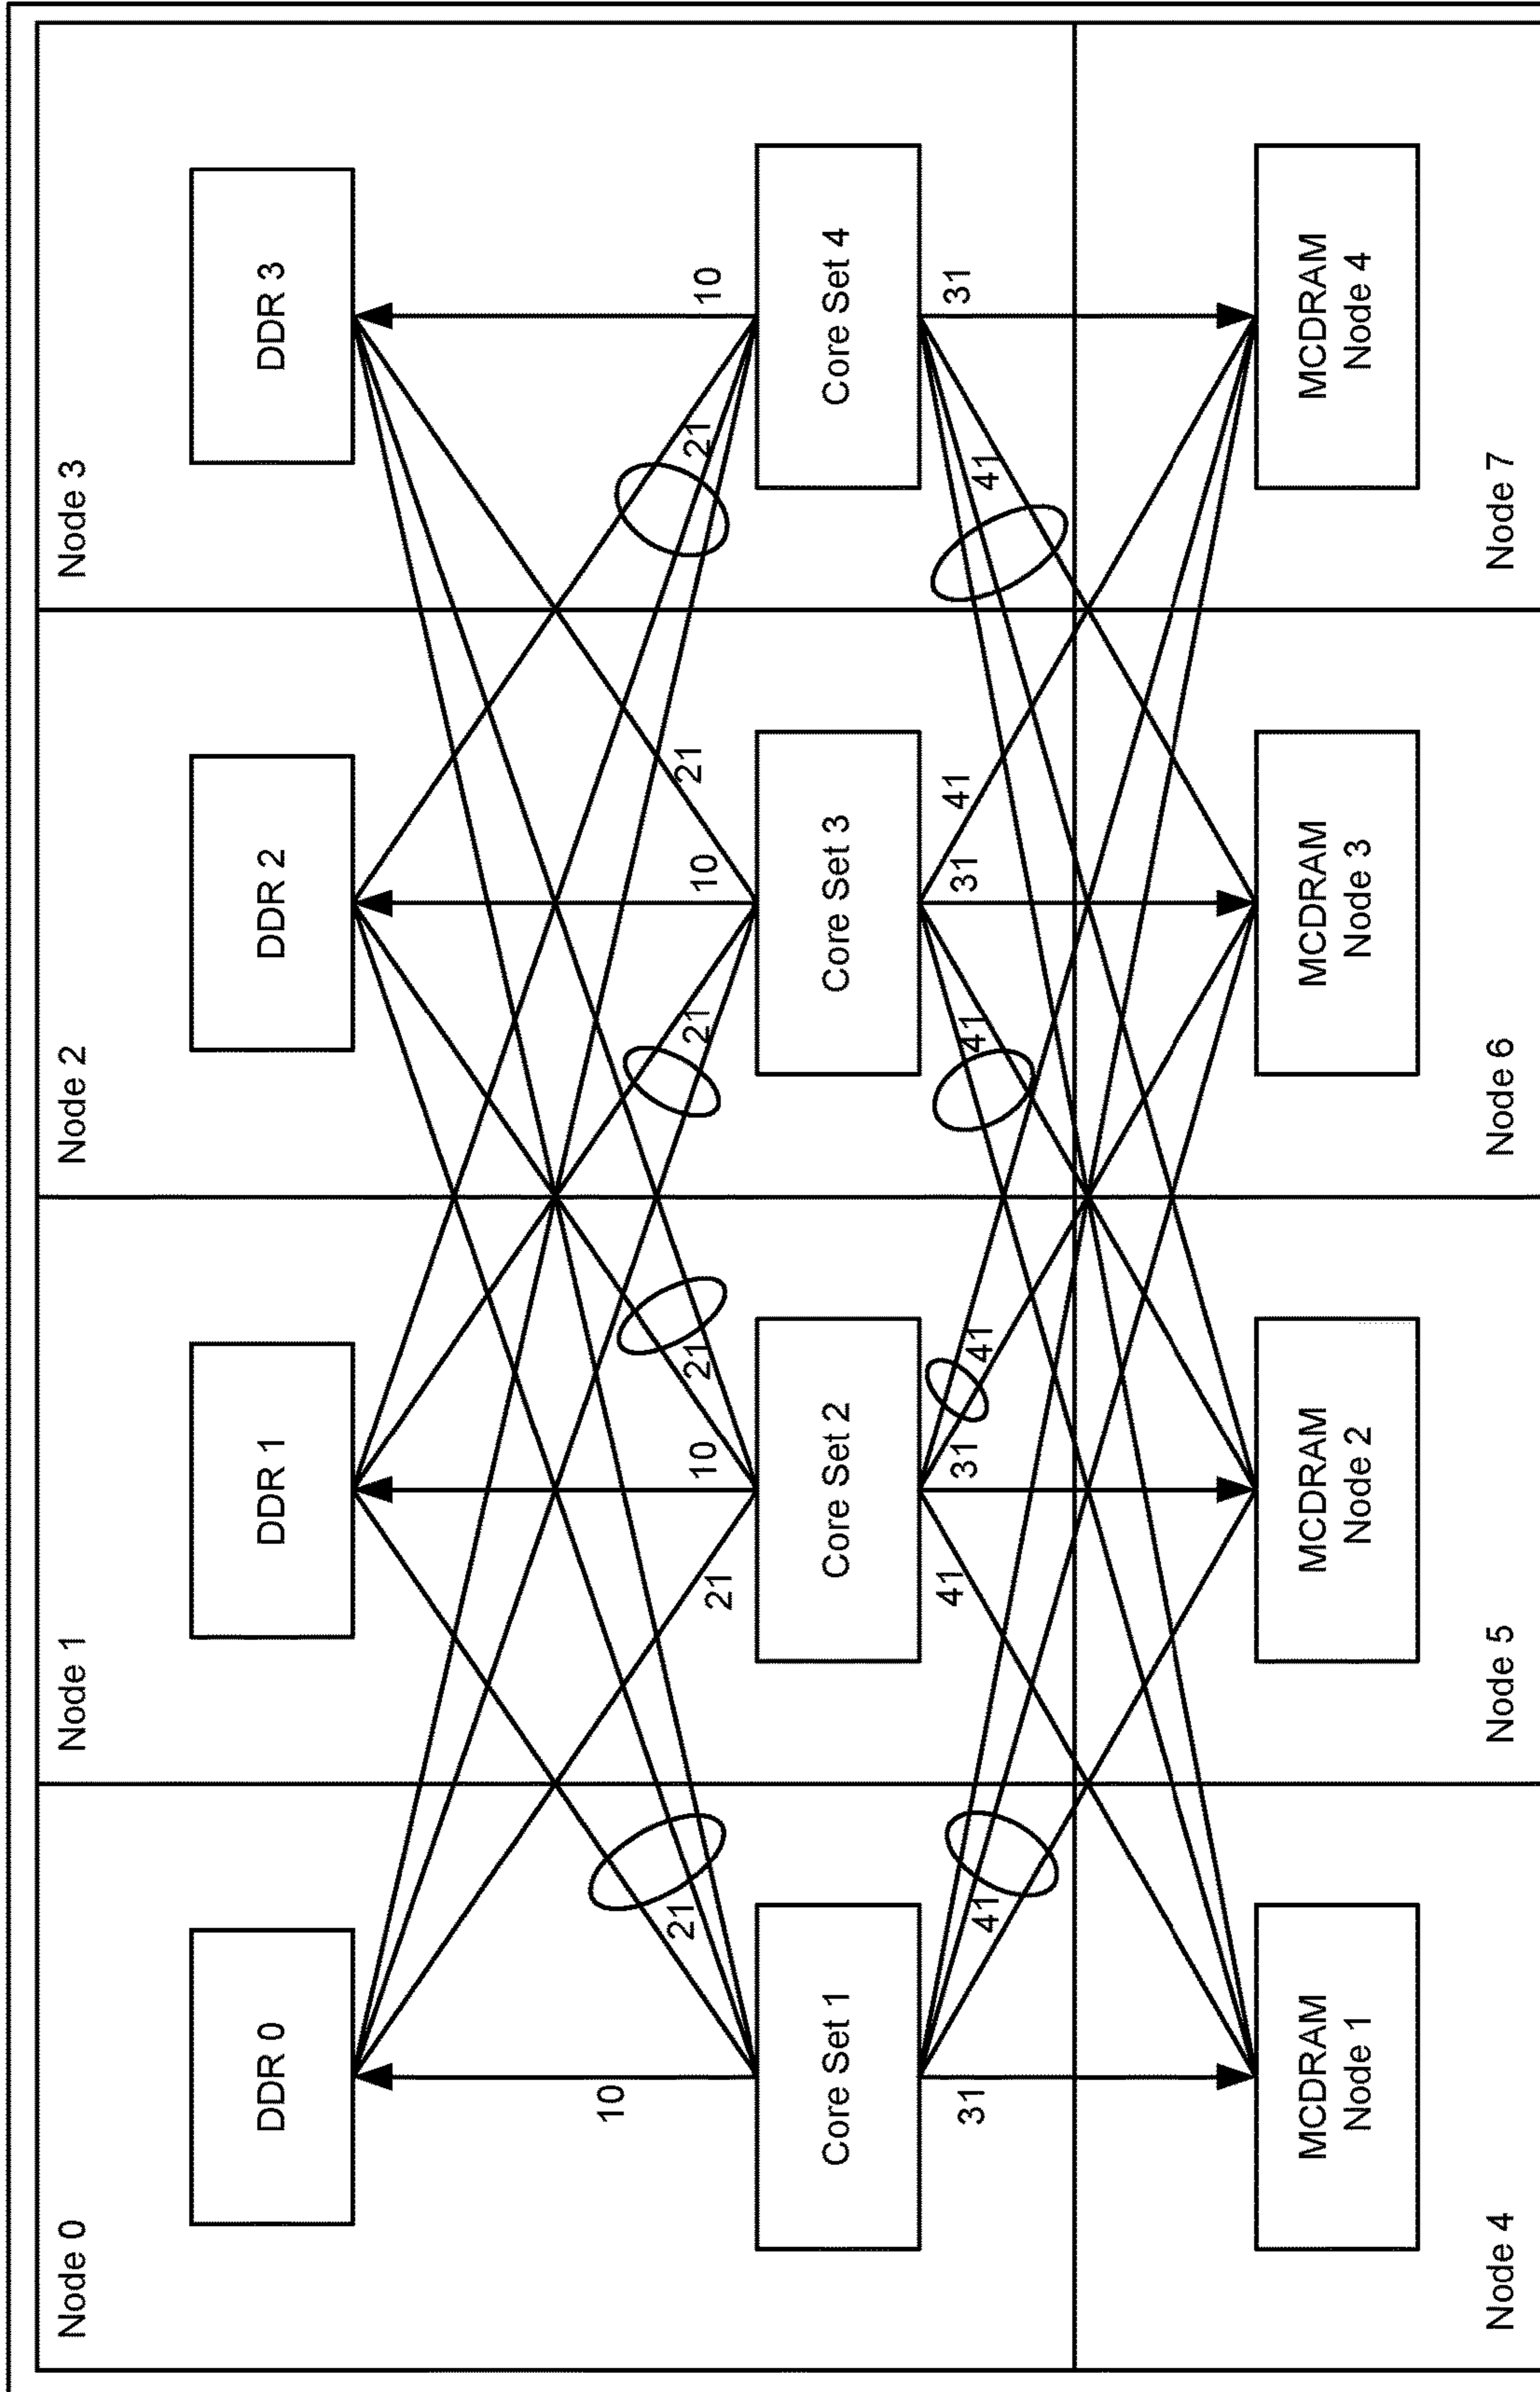 Node 0
Node 1
Node 2
Node 3
DDR 0
DDR 1
DDR 2
DDR 3
10
21
21
10
21
21
10
21
21
10
Core Set 1
Core Set 2
Core Set 3
Core Set 4
31
41
41
31
41
41
31
41
41
31
MCDRAM
Node 1
MCDRAM
Node 2
MCDRAM
Node 3
MCDRAM
Node 4
Node 4
Node 5
Node 6
Node 7